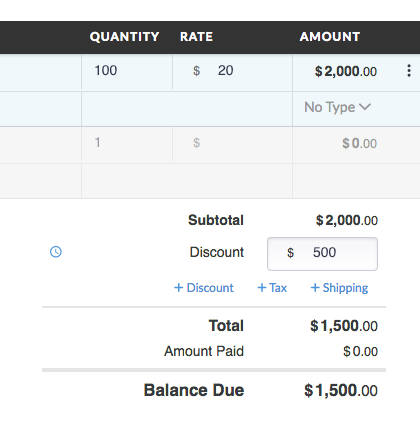 QUANTITY RATE AMOUNT
100 $ 20 $2,000.00
No Type
1 $ $0.00
Subtotal $2,000.00
Discount $ 500
+ Discount + Tax + Shipping
Total $1,500.00
Amount Paid $0.00
Balance Due $1,500.00